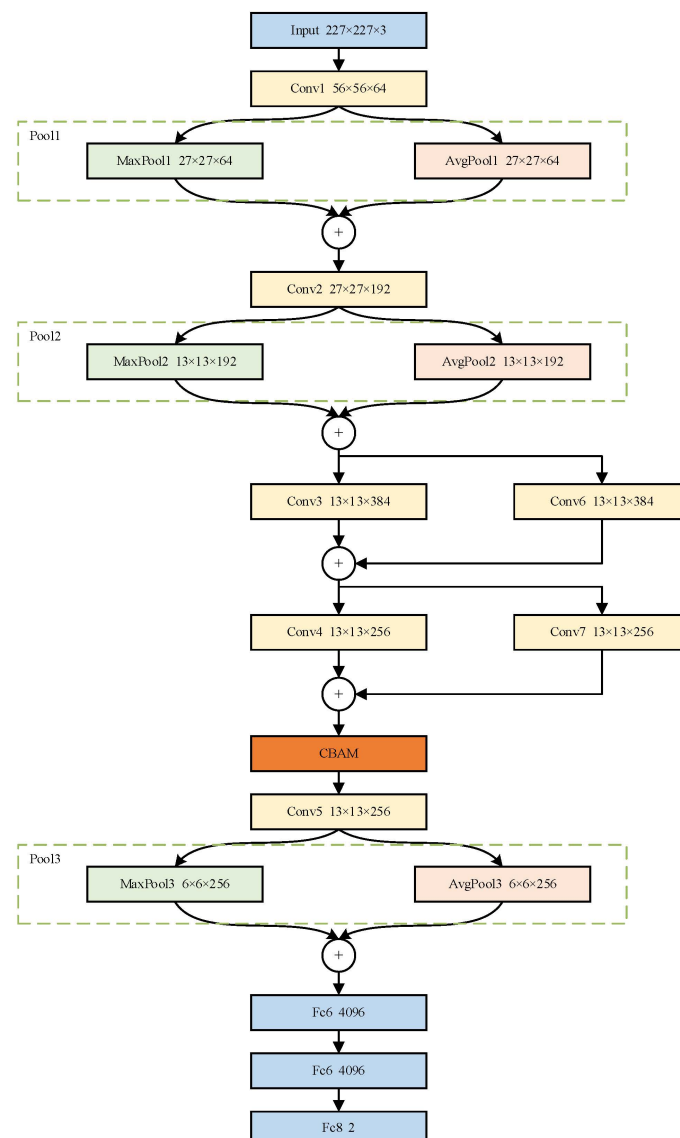 Input 227×227×3
Conv1 56×56×64
Pool1
MaxPool1 27×27×64
AvgPool1 27×27×64
+
Conv2 27×27×192
Pool2
MaxPool2 13×13×192
AvgPool2 13×13×192
+
Conv3 13×13×384
Conv6 13×13×384
+
Conv4 13×13×256
Conv7 13×13×256
+
CBAM
Conv5 13×13×256
Pool3
MaxPool3 6×6×256
AvgPool3 6×6×256
+
Fc6 4096
Fc6 4096
Fc8 2